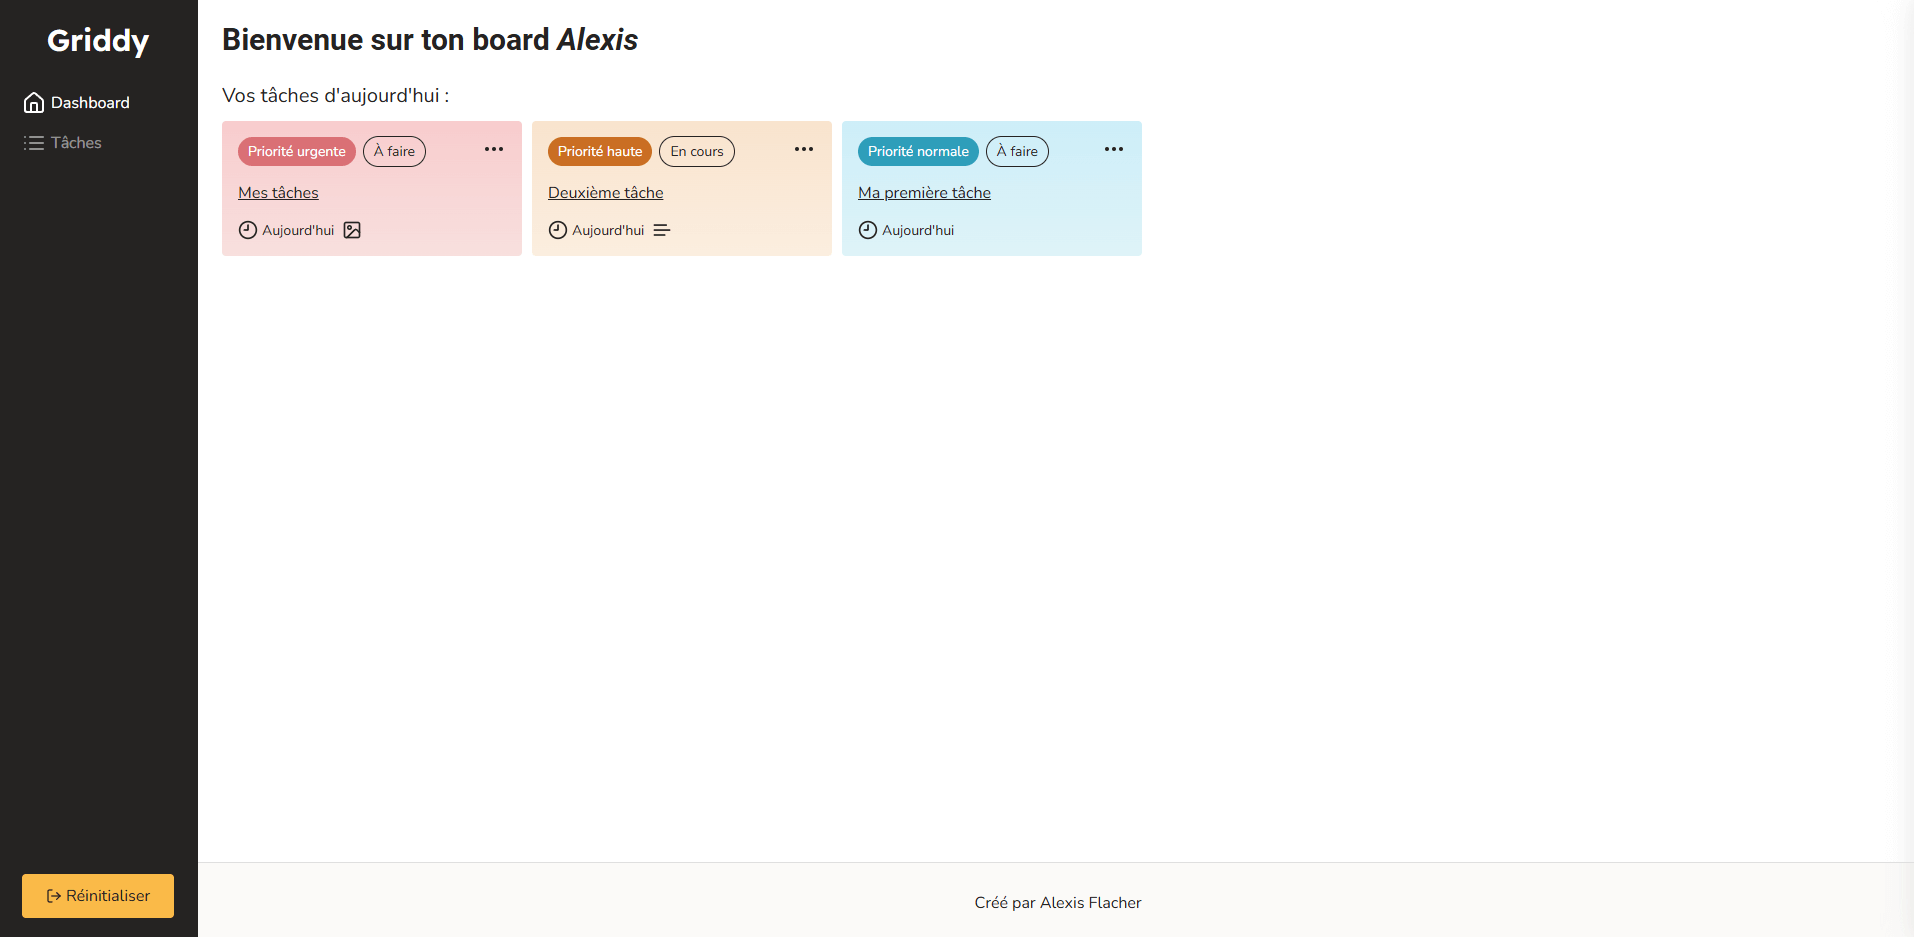 Griddy
Dashboard
Tâches
Réinitialiser
Bienvenue sur ton board Alexis
Vos tâches d'aujourd'hui :
Priorité urgente À faire
Mes tâches
Aujourd'hui
Priorité haute En cours
Deuxième tâche
Aujourd'hui
Priorité normale À faire
Ma première tâche
Aujourd'hui
Créé par Alexis Flacher